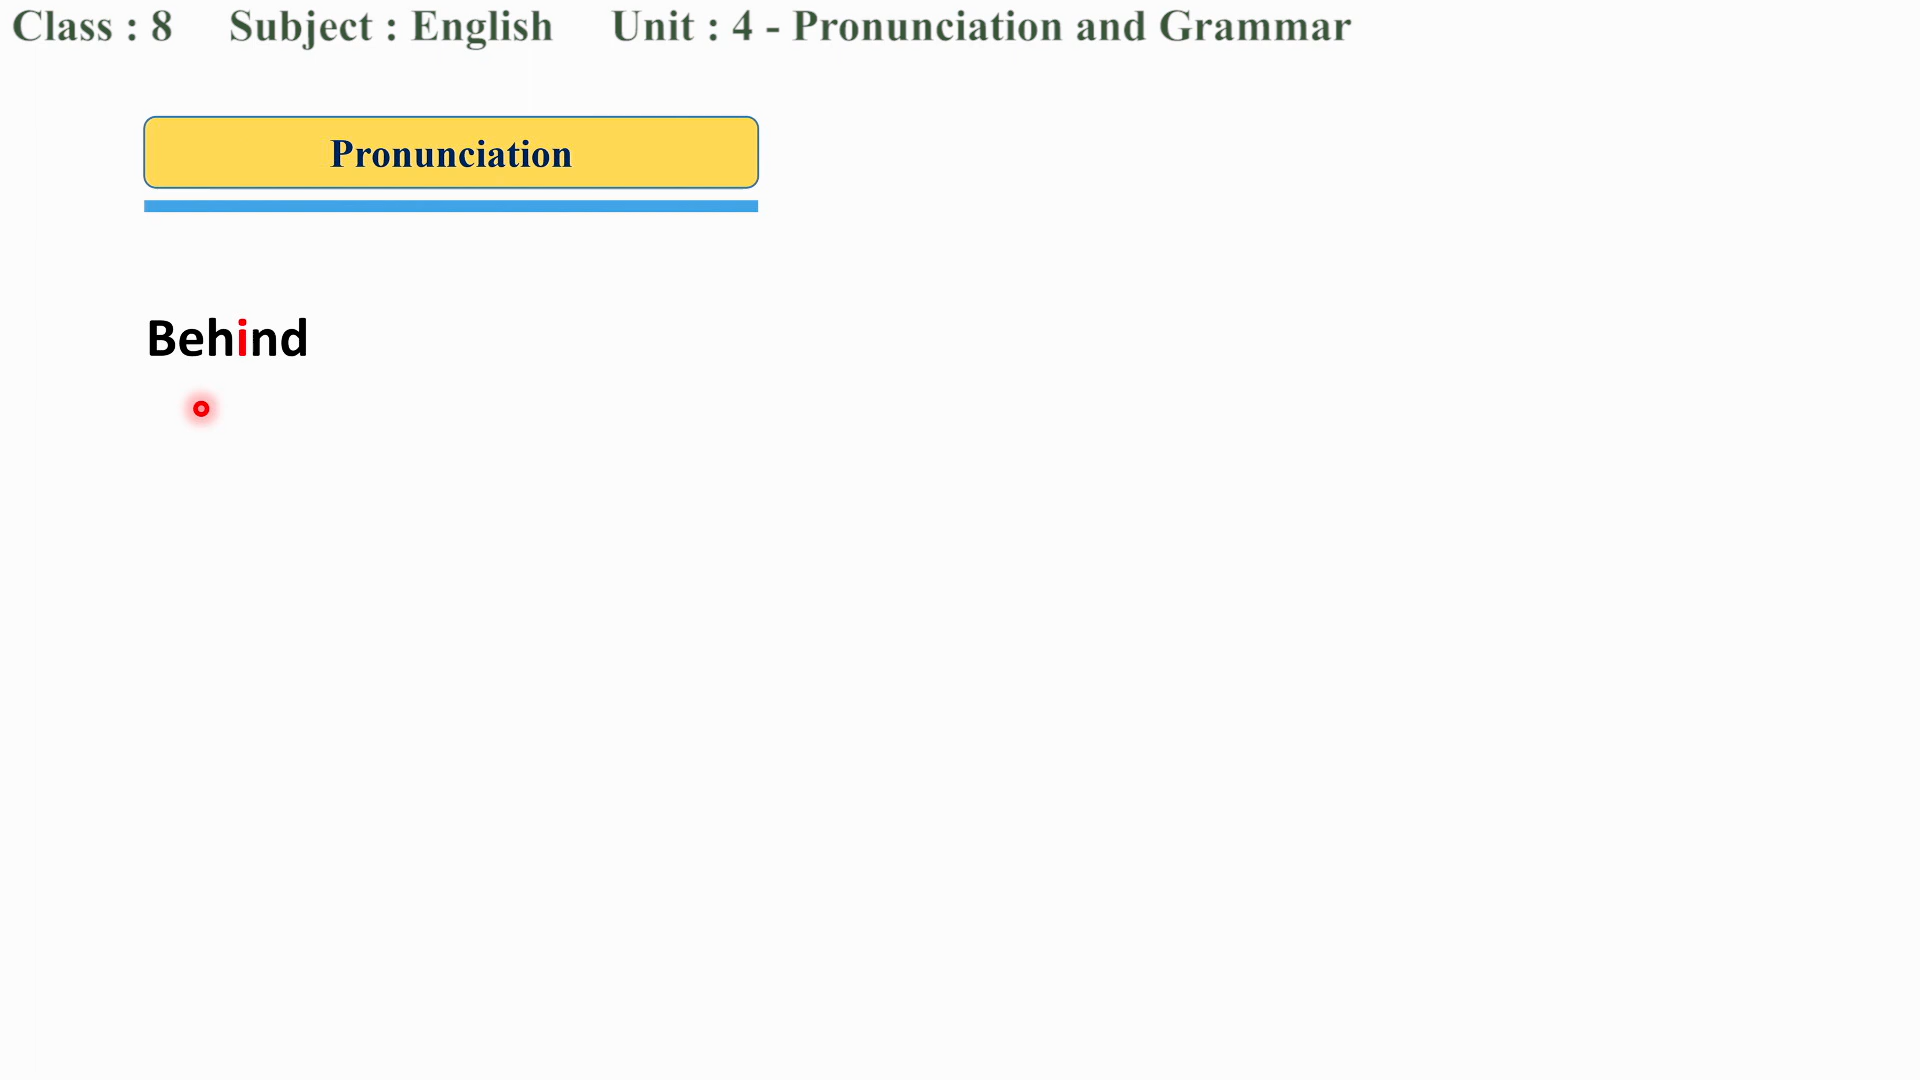 Class : 8 Subject : English Unit : 4 - Pronunciation and Grammar
Pronunciation
Behind